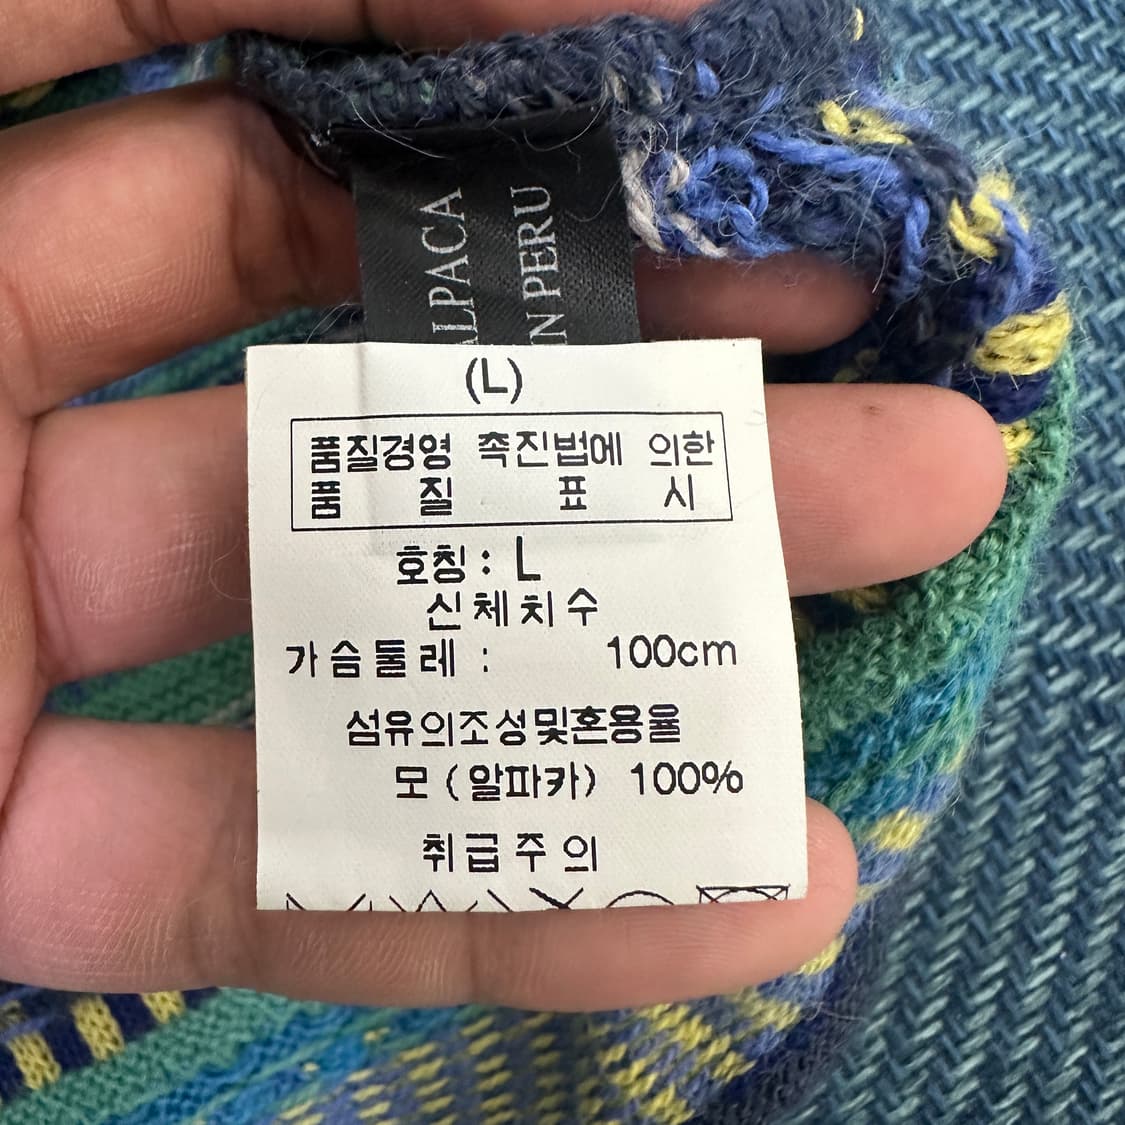 ALPACA
IN PERU
(L)
품질경영 촉진법에 의한
품 질 표 시
호칭 : L
신체치수
가슴둘레 : 100cm
섬유의조성및혼용율
모 (알파카) 100%
취급주의